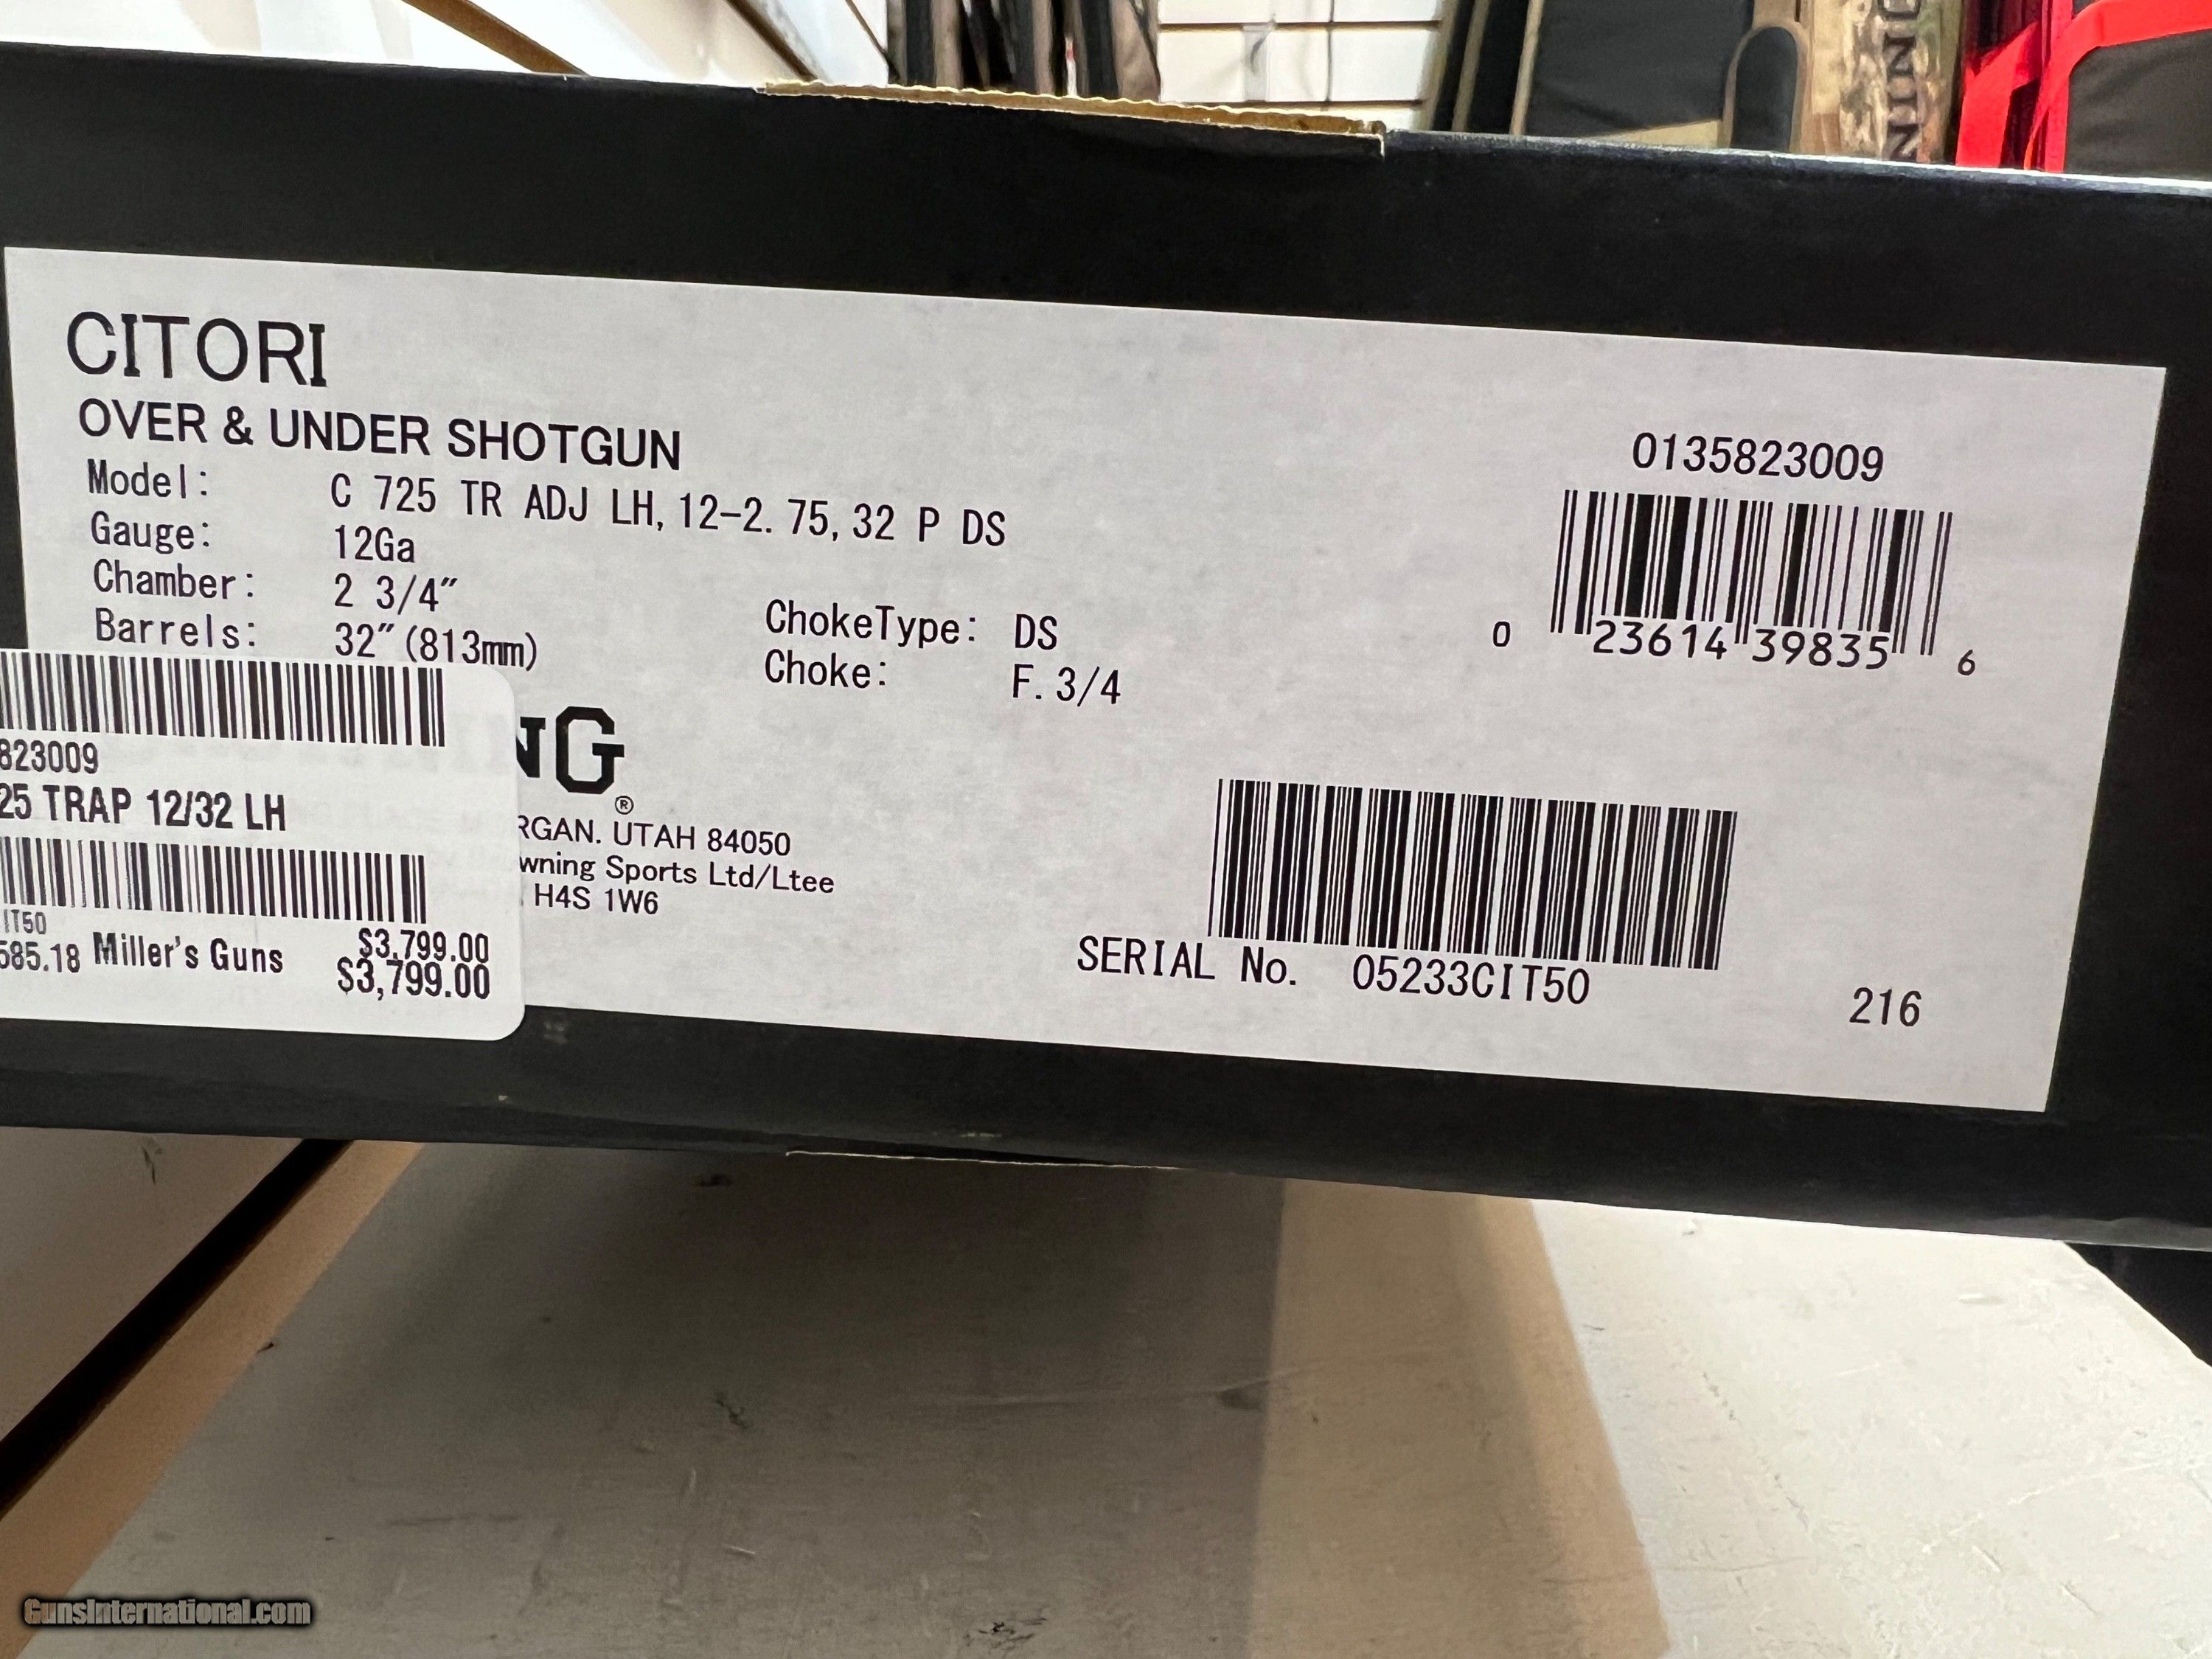 CITORI
OVER & UNDER SHOTGUN
Model: C 725 TR ADJ LH, 12-2.75, 32 P DS
Gauge: 12Ga
Chamber: 2 3/4"
Barrels: 32"(813mm)
ChokeType: DS
Choke: F.3/4
0135823009
0 23614 39835 6
NG®
RGAN. UTAH 84050
wning Sports Ltd/Ltee
H4S 1W6
SERIAL No. 05233CIT50
216
823009
25 TRAP 12/32 LH
IT50
585.18 Miller's Guns $3,799.00
$3,799.00
GunsInternational.com